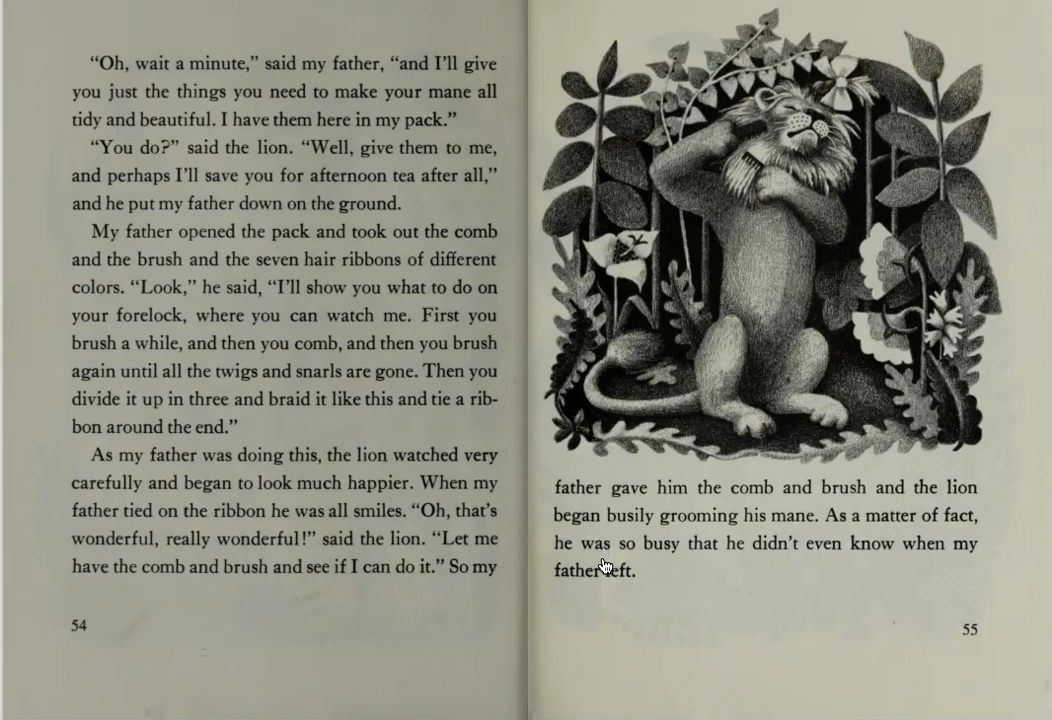 “Oh, wait a minute,” said my father, “and I’ll give
you just the things you need to make your mane all
tidy and beautiful. I have them here in my pack.”
“You do?” said the lion. “Well, give them to me,
and perhaps I’ll save you for afternoon tea after all,”
and he put my father down on the ground.
My father opened the pack and took out the comb
and the brush and the seven hair ribbons of different
colors. “Look,” he said, “I’ll show you what to do on
your forelock, where you can watch me. First you
brush a while, and then you comb, and then you brush
again until all the twigs and snarls are gone. Then you
divide it up in three and braid it like this and tie a rib-
bon around the end.”
As my father was doing this, the lion watched very
carefully and began to look much happier. When my
father tied on the ribbon he was all smiles. “Oh, that’s
wonderful, really wonderful!” said the lion. “Let me
have the comb and brush and see if I can do it.” So my
54
father gave him the comb and brush and the lion
began busily grooming his mane. As a matter of fact,
he was so busy that he didn’t even know when my
father left.
55